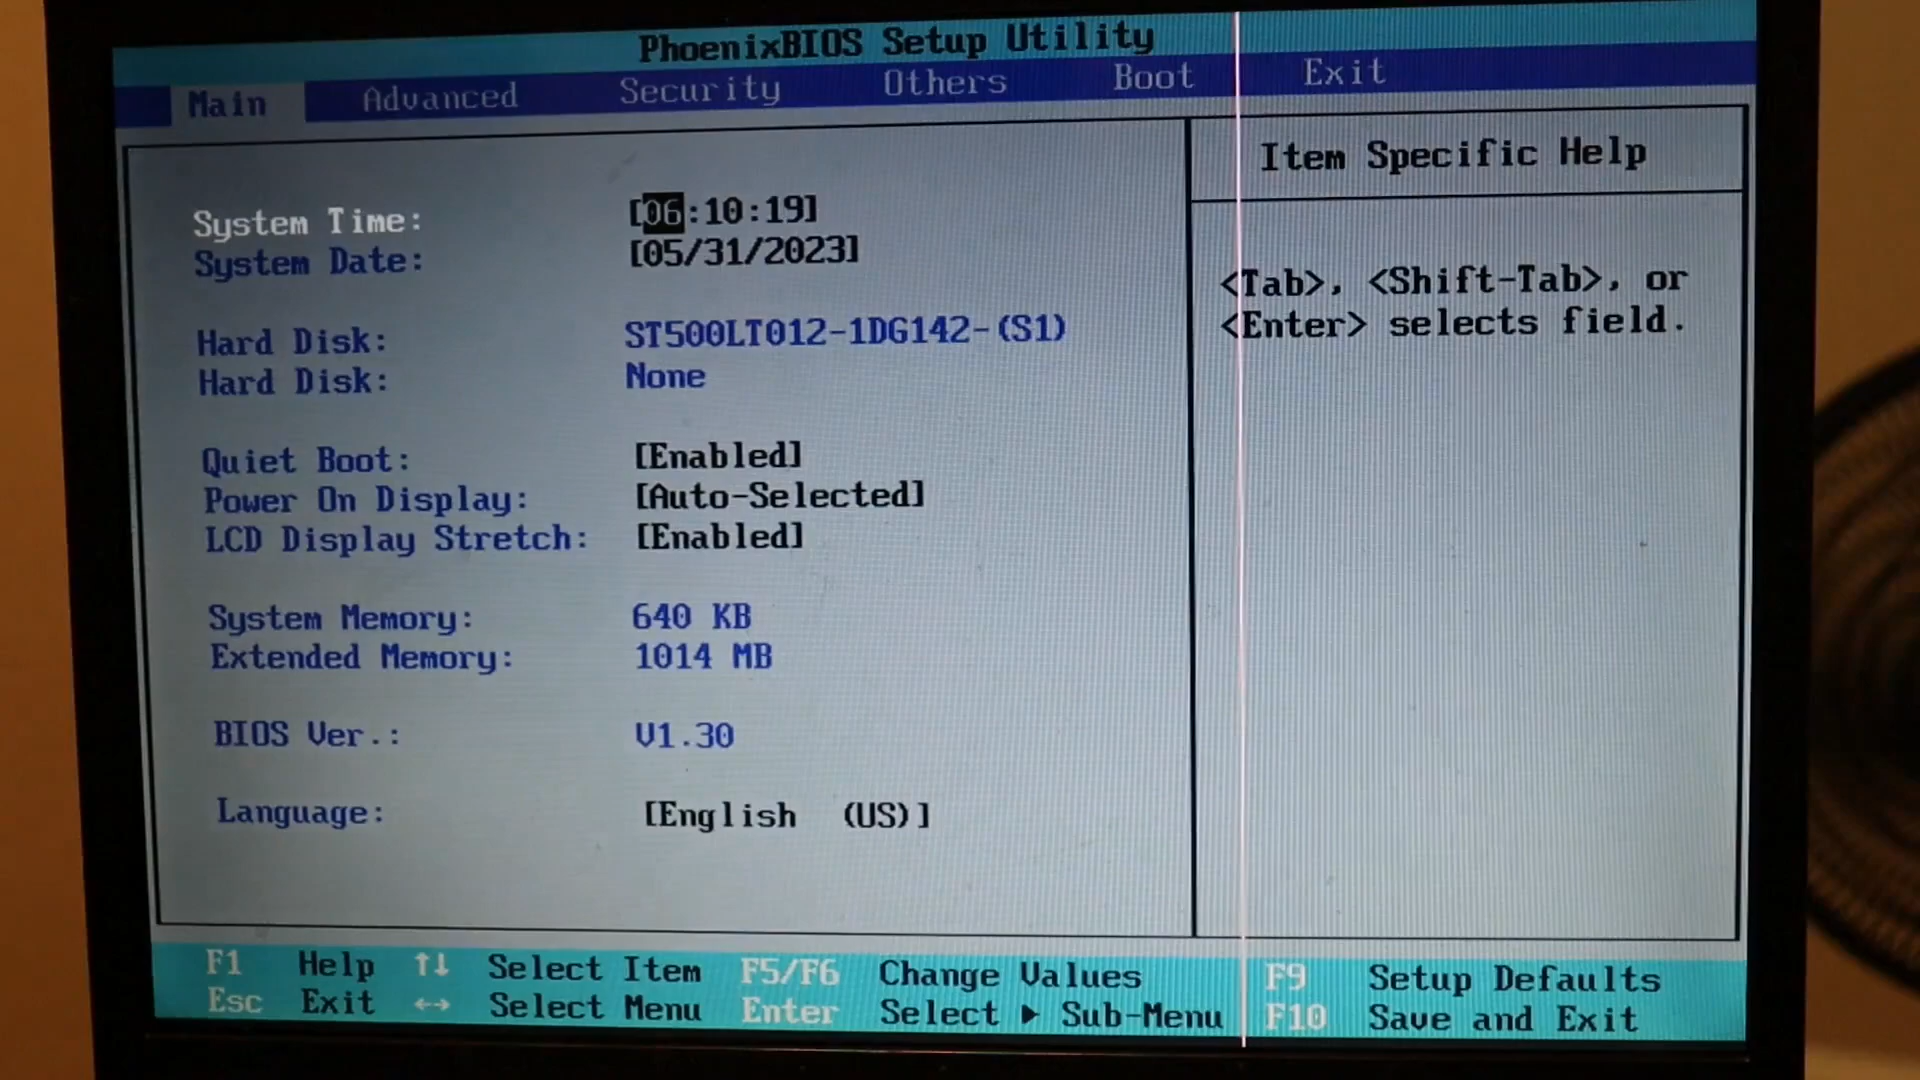 PhoenixBIOS Setup Utility
Main Advanced Security Others Boot Exit
Item Specific Help
System Time: [06:10:19]
System Date: [05/31/2023]
<Tab>, <Shift-Tab>, or
<Enter> selects field.
Hard Disk: ST500LT012-1DG142-(S1)
Hard Disk: None
Quiet Boot: [Enabled]
Power On Display: [Auto-Selected]
LCD Display Stretch: [Enabled]
System Memory: 640 KB
Extended Memory: 1014 MB
BIOS Ver.: V1.30
Language: [English (US)]
F1 Help ↑↓ Select Item F5/F6 Change Values F9 Setup Defaults
Esc Exit ↔ Select Menu Enter Select ▶ Sub-Menu F10 Save and Exit